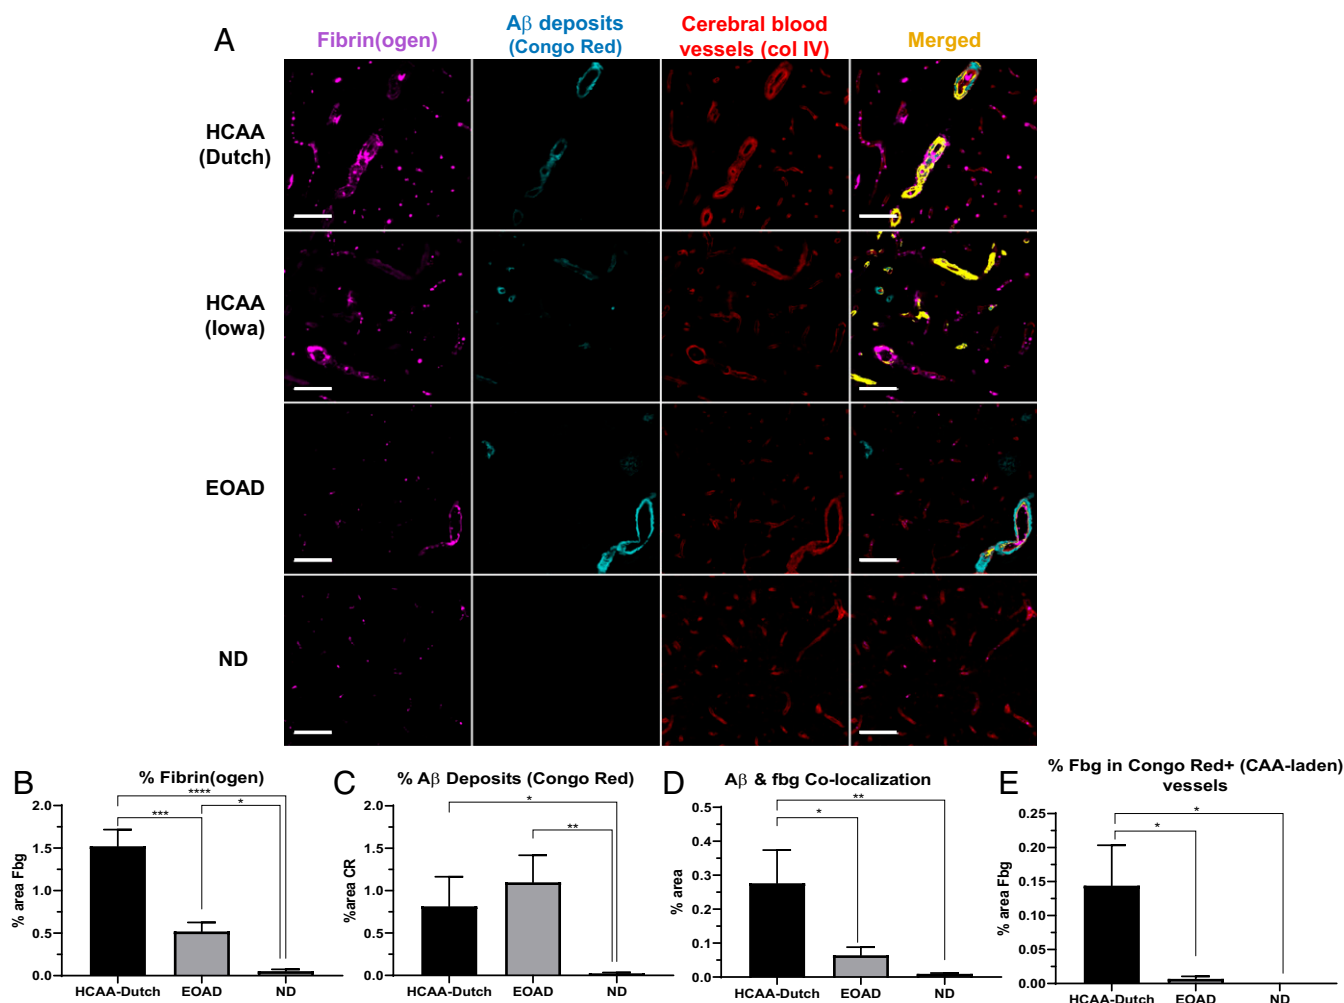 A
Fibrin(ogen)
Aβ deposits
(Congo Red)
Cerebral blood
vessels (col IV)
Merged
HCAA
(Dutch)
HCAA
(Iowa)
EOAD
ND
B
% Fibrin(ogen)
****
***
*
% area Fbg
2.0
1.5
1.0
0.5
0.0
HCAA-Dutch
EOAD
ND
C
% Aβ Deposits (Congo Red)
*
**
%area CR
2.0
1.5
1.0
0.5
0.0
HCAA-Dutch
EOAD
ND
D
Aβ & fbg Co-localization
**
*
% area
0.5
0.4
0.3
0.2
0.1
0.0
HCAA-Dutch
EOAD
ND
E
% Fbg in Congo Red+ (CAA-laden)
vessels
*
*
% area Fbg
0.25
0.20
0.15
0.10
0.05
0.00
HCAA-Dutch
EOAD
ND